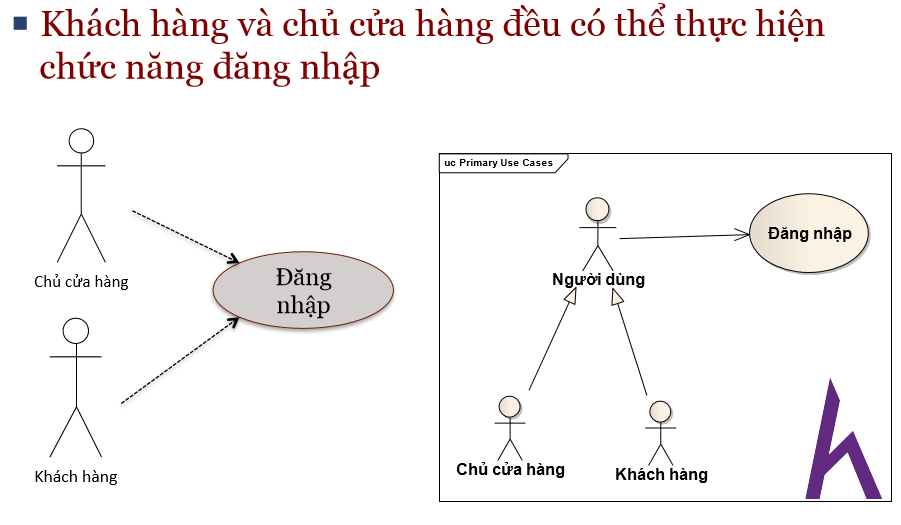 Khách hàng và chủ cửa hàng đều có thể thực hiện
chức năng đăng nhập
Chủ cửa hàng
Đăng
nhập
Khách hàng
uc Primary Use Cases
Người dùng
Đăng nhập
Chủ cửa hàng
Khách hàng